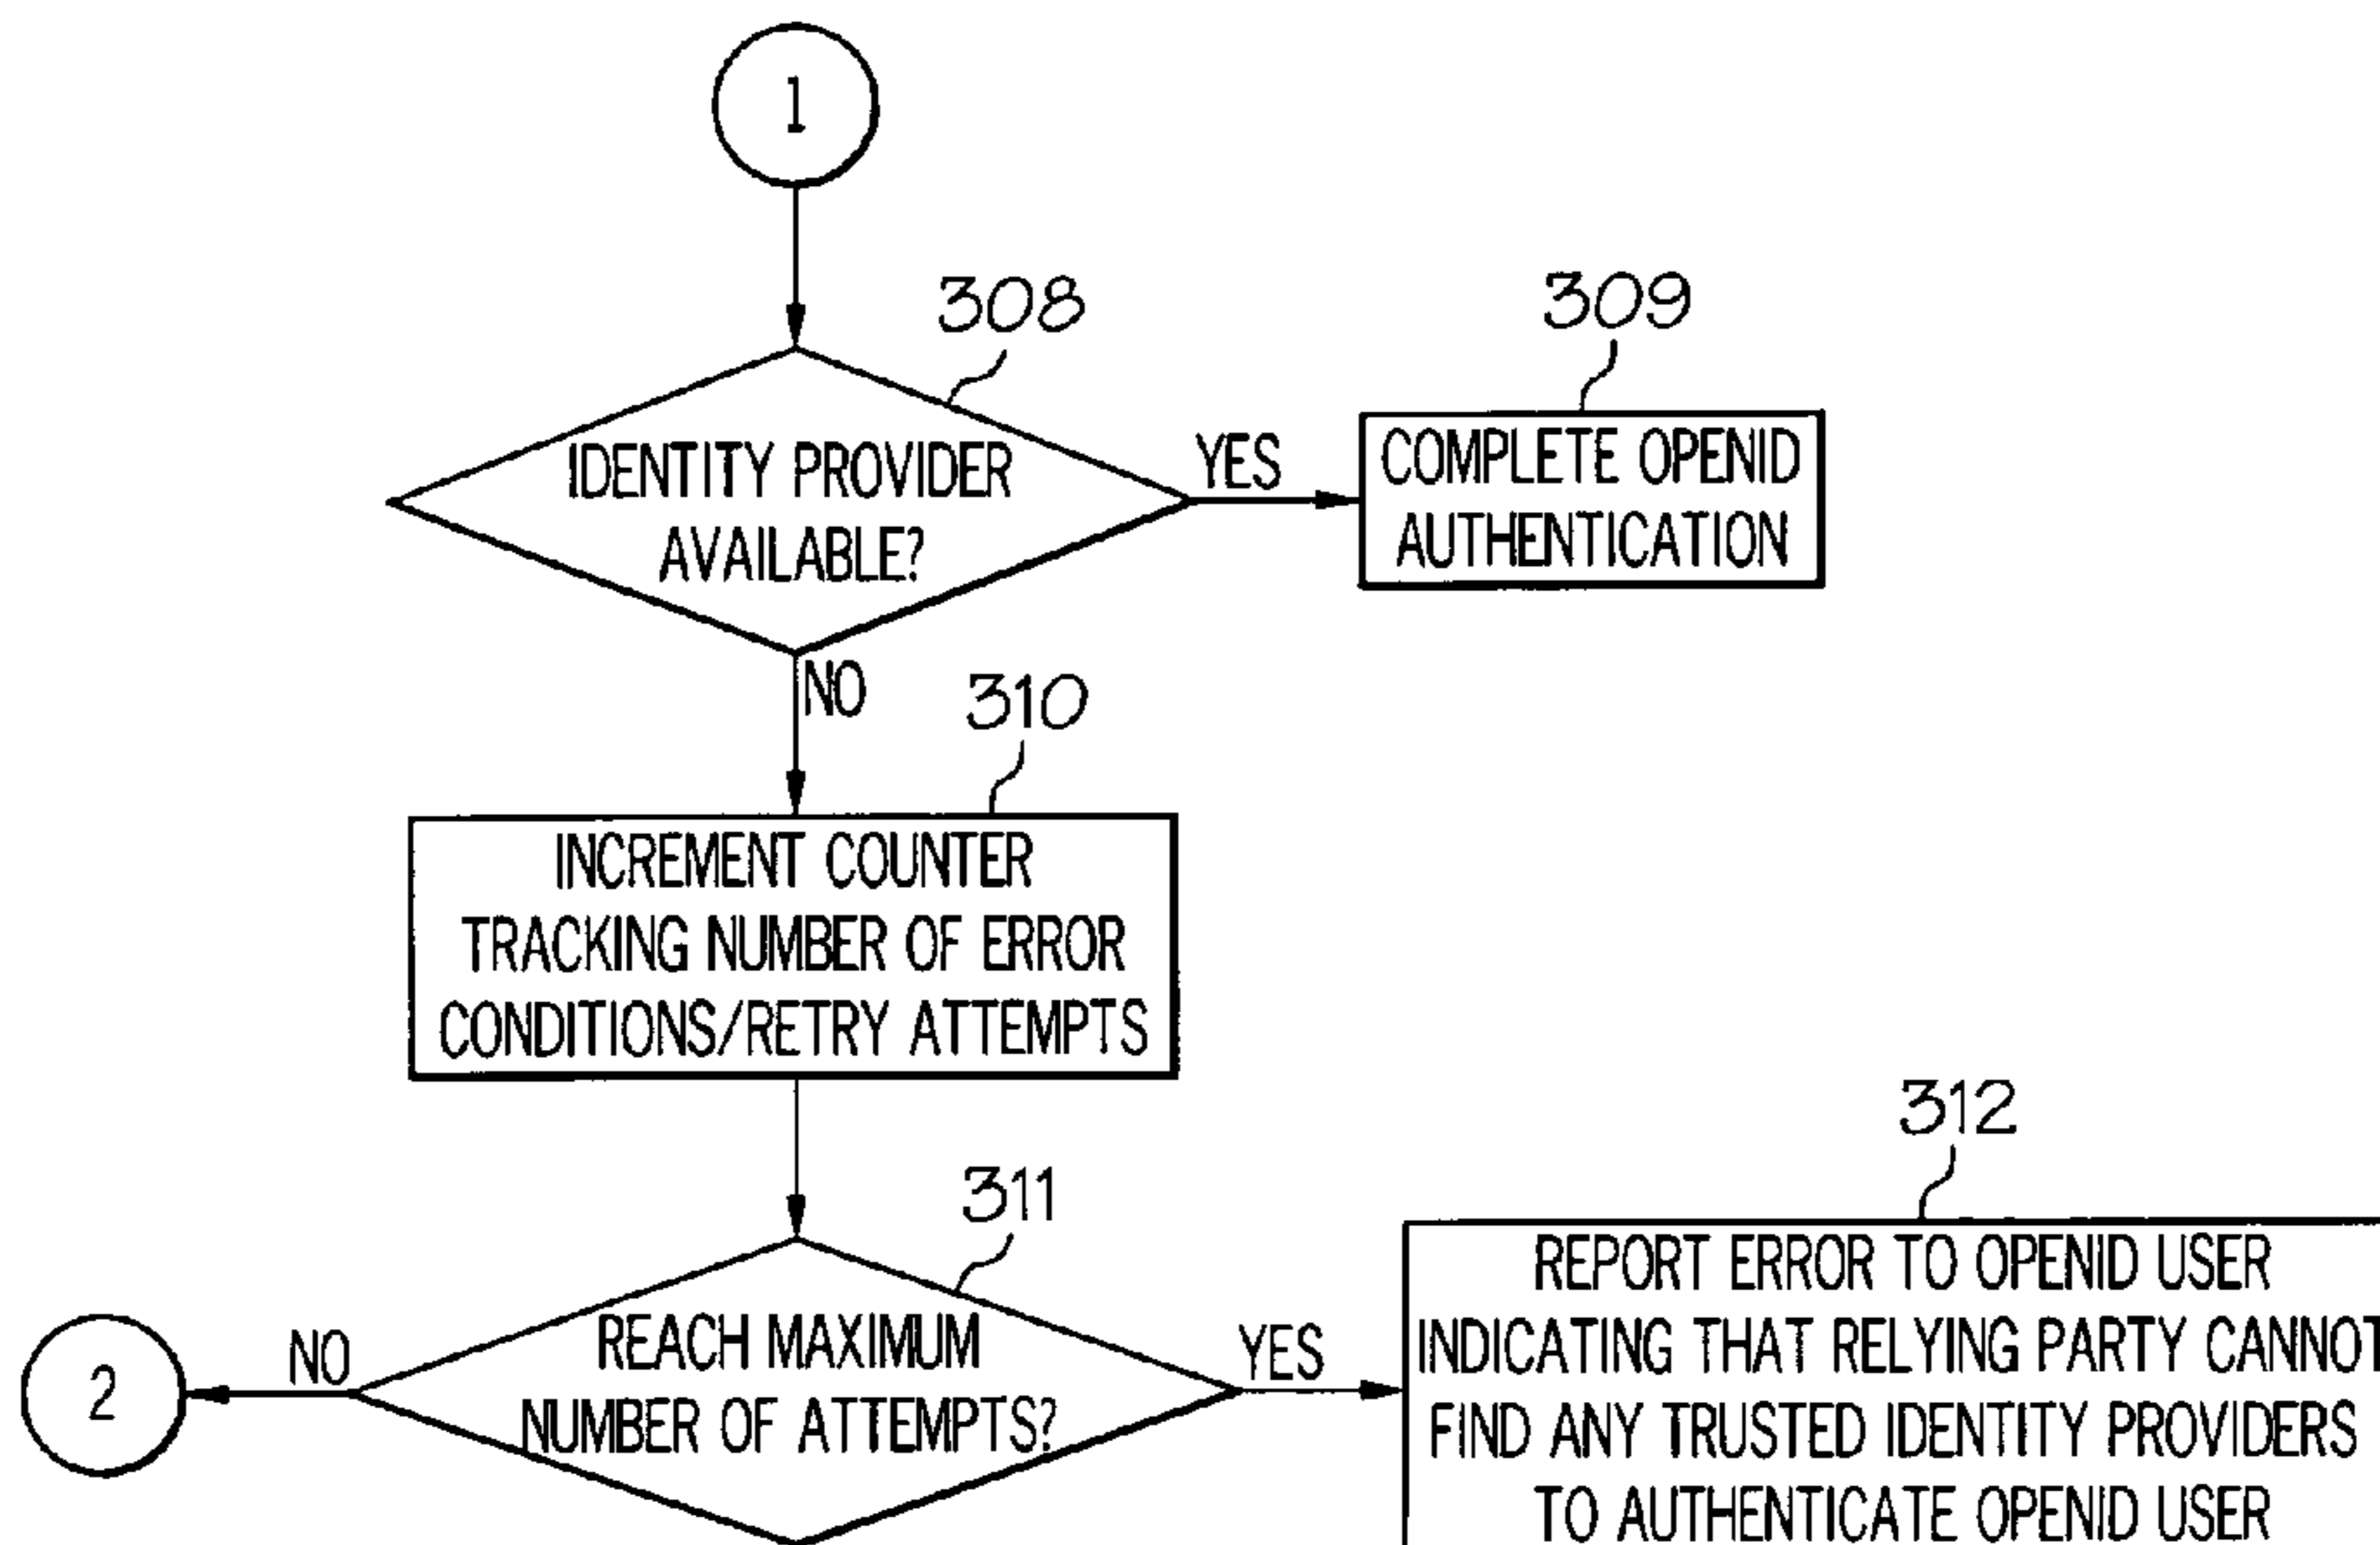 1
308
309
IDENTITY PROVIDER
AVAILABLE?
YES
COMPLETE OPENID
AUTHENTICATION
NO
310
INCREMENT COUNTER
TRACKING NUMBER OF ERROR
CONDITIONS/RETRY ATTEMPTS
311
312
2
NO
REACH MAXIMUM
NUMBER OF ATTEMPTS?
YES
REPORT ERROR TO OPENID USER
INDICATING THAT RELYING PARTY CANNOT
FIND ANY TRUSTED IDENTITY PROVIDERS
TO AUTHENTICATE OPENID USER